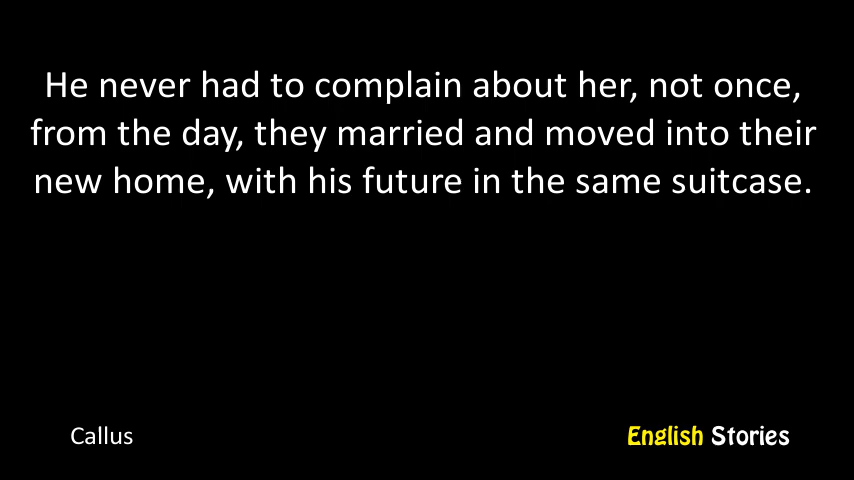 He never had to complain about her, not once,
from the day, they married and moved into their
new home, with his future in the same suitcase.
Callus
English Stories